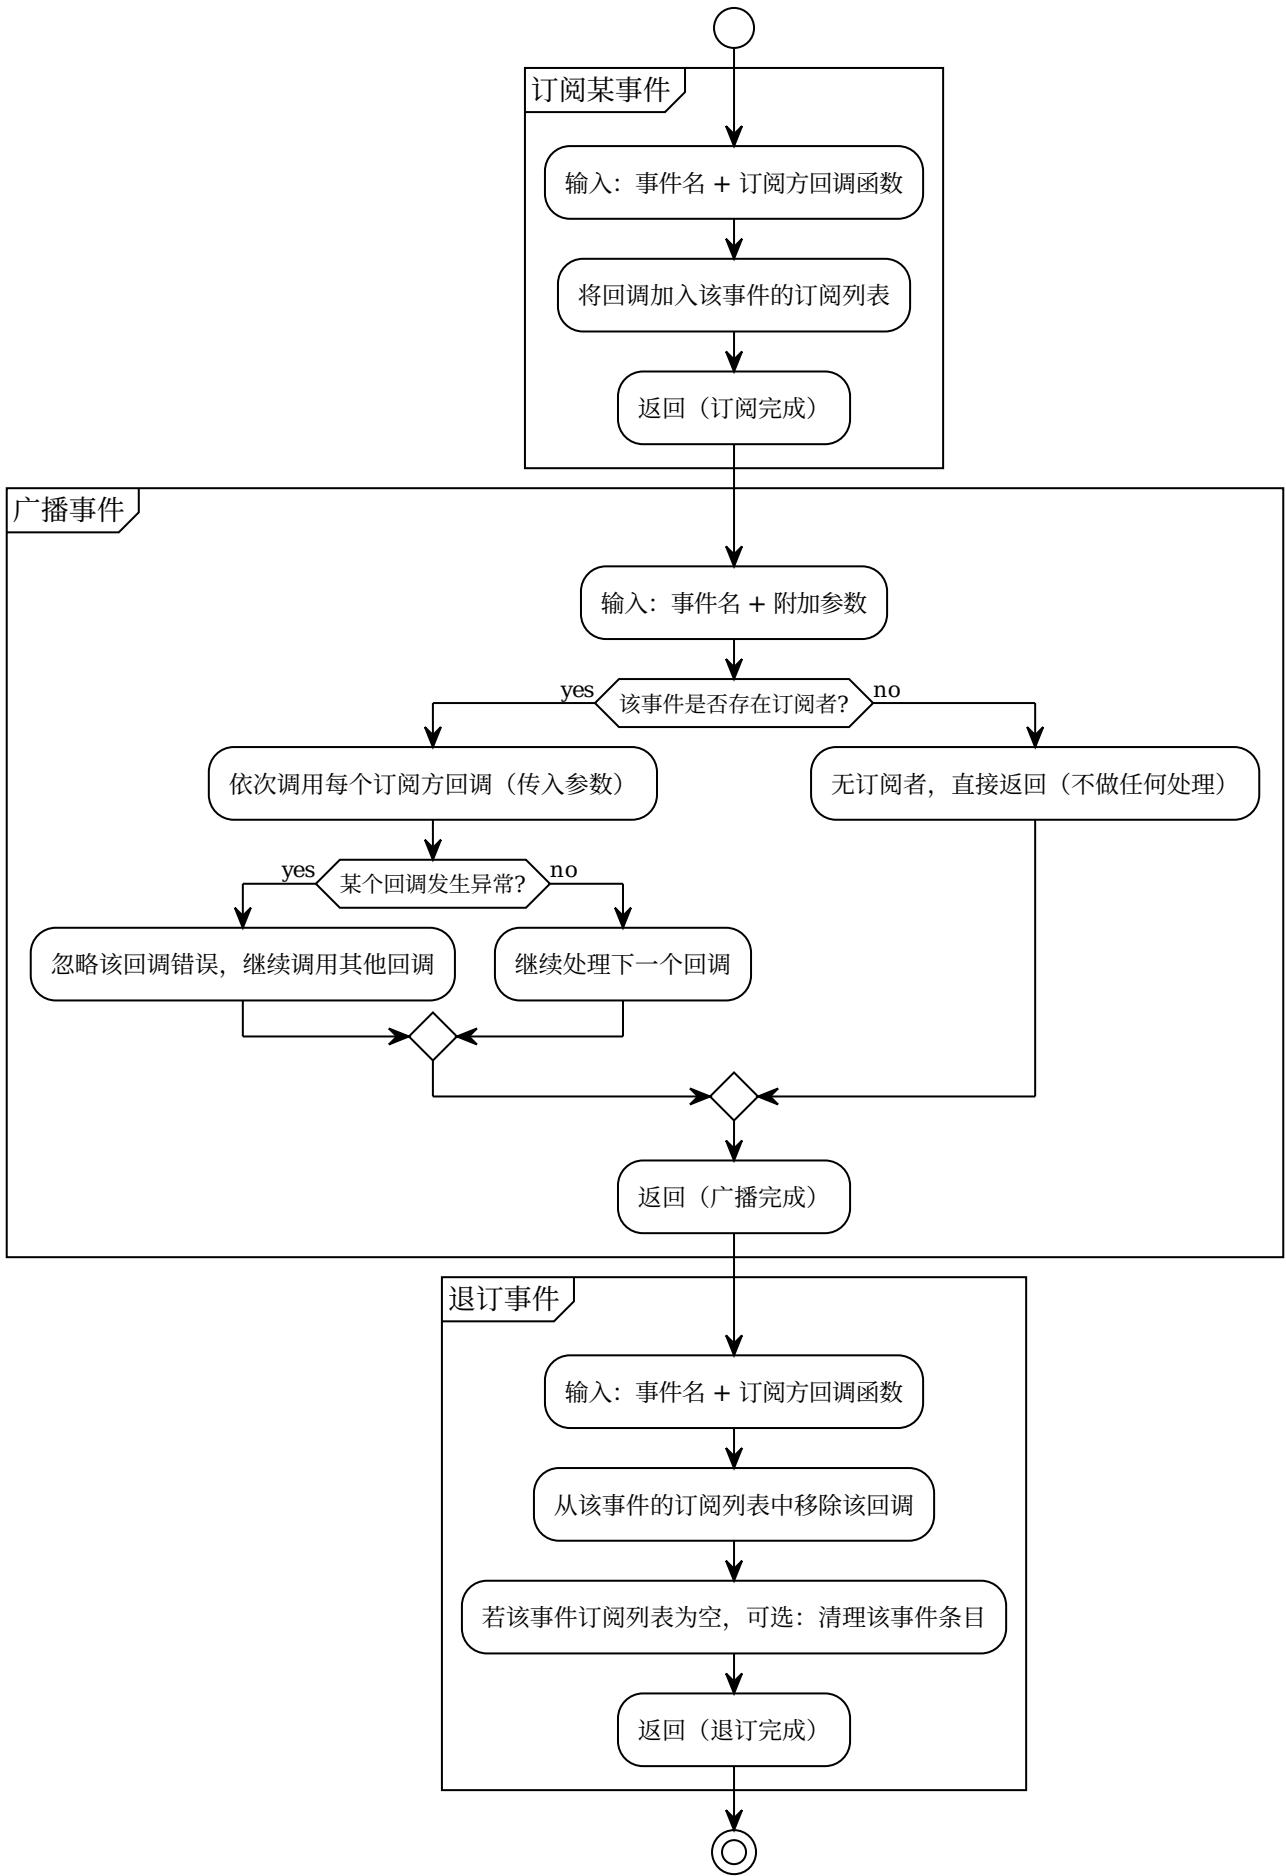 订阅某事件
输入：事件名 + 订阅方回调函数
将回调加入该事件的订阅列表
返回（订阅完成）
广播事件
输入：事件名 + 附加参数
yes
该事件是否存在订阅者?
no
依次调用每个订阅方回调（传入参数）
无订阅者，直接返回（不做任何处理）
yes
某个回调发生异常?
no
忽略该回调错误，继续调用其他回调
继续处理下一个回调
返回（广播完成）
退订事件
输入：事件名 + 订阅方回调函数
从该事件的订阅列表中移除该回调
若该事件订阅列表为空，可选：清理该事件条目
返回（退订完成）